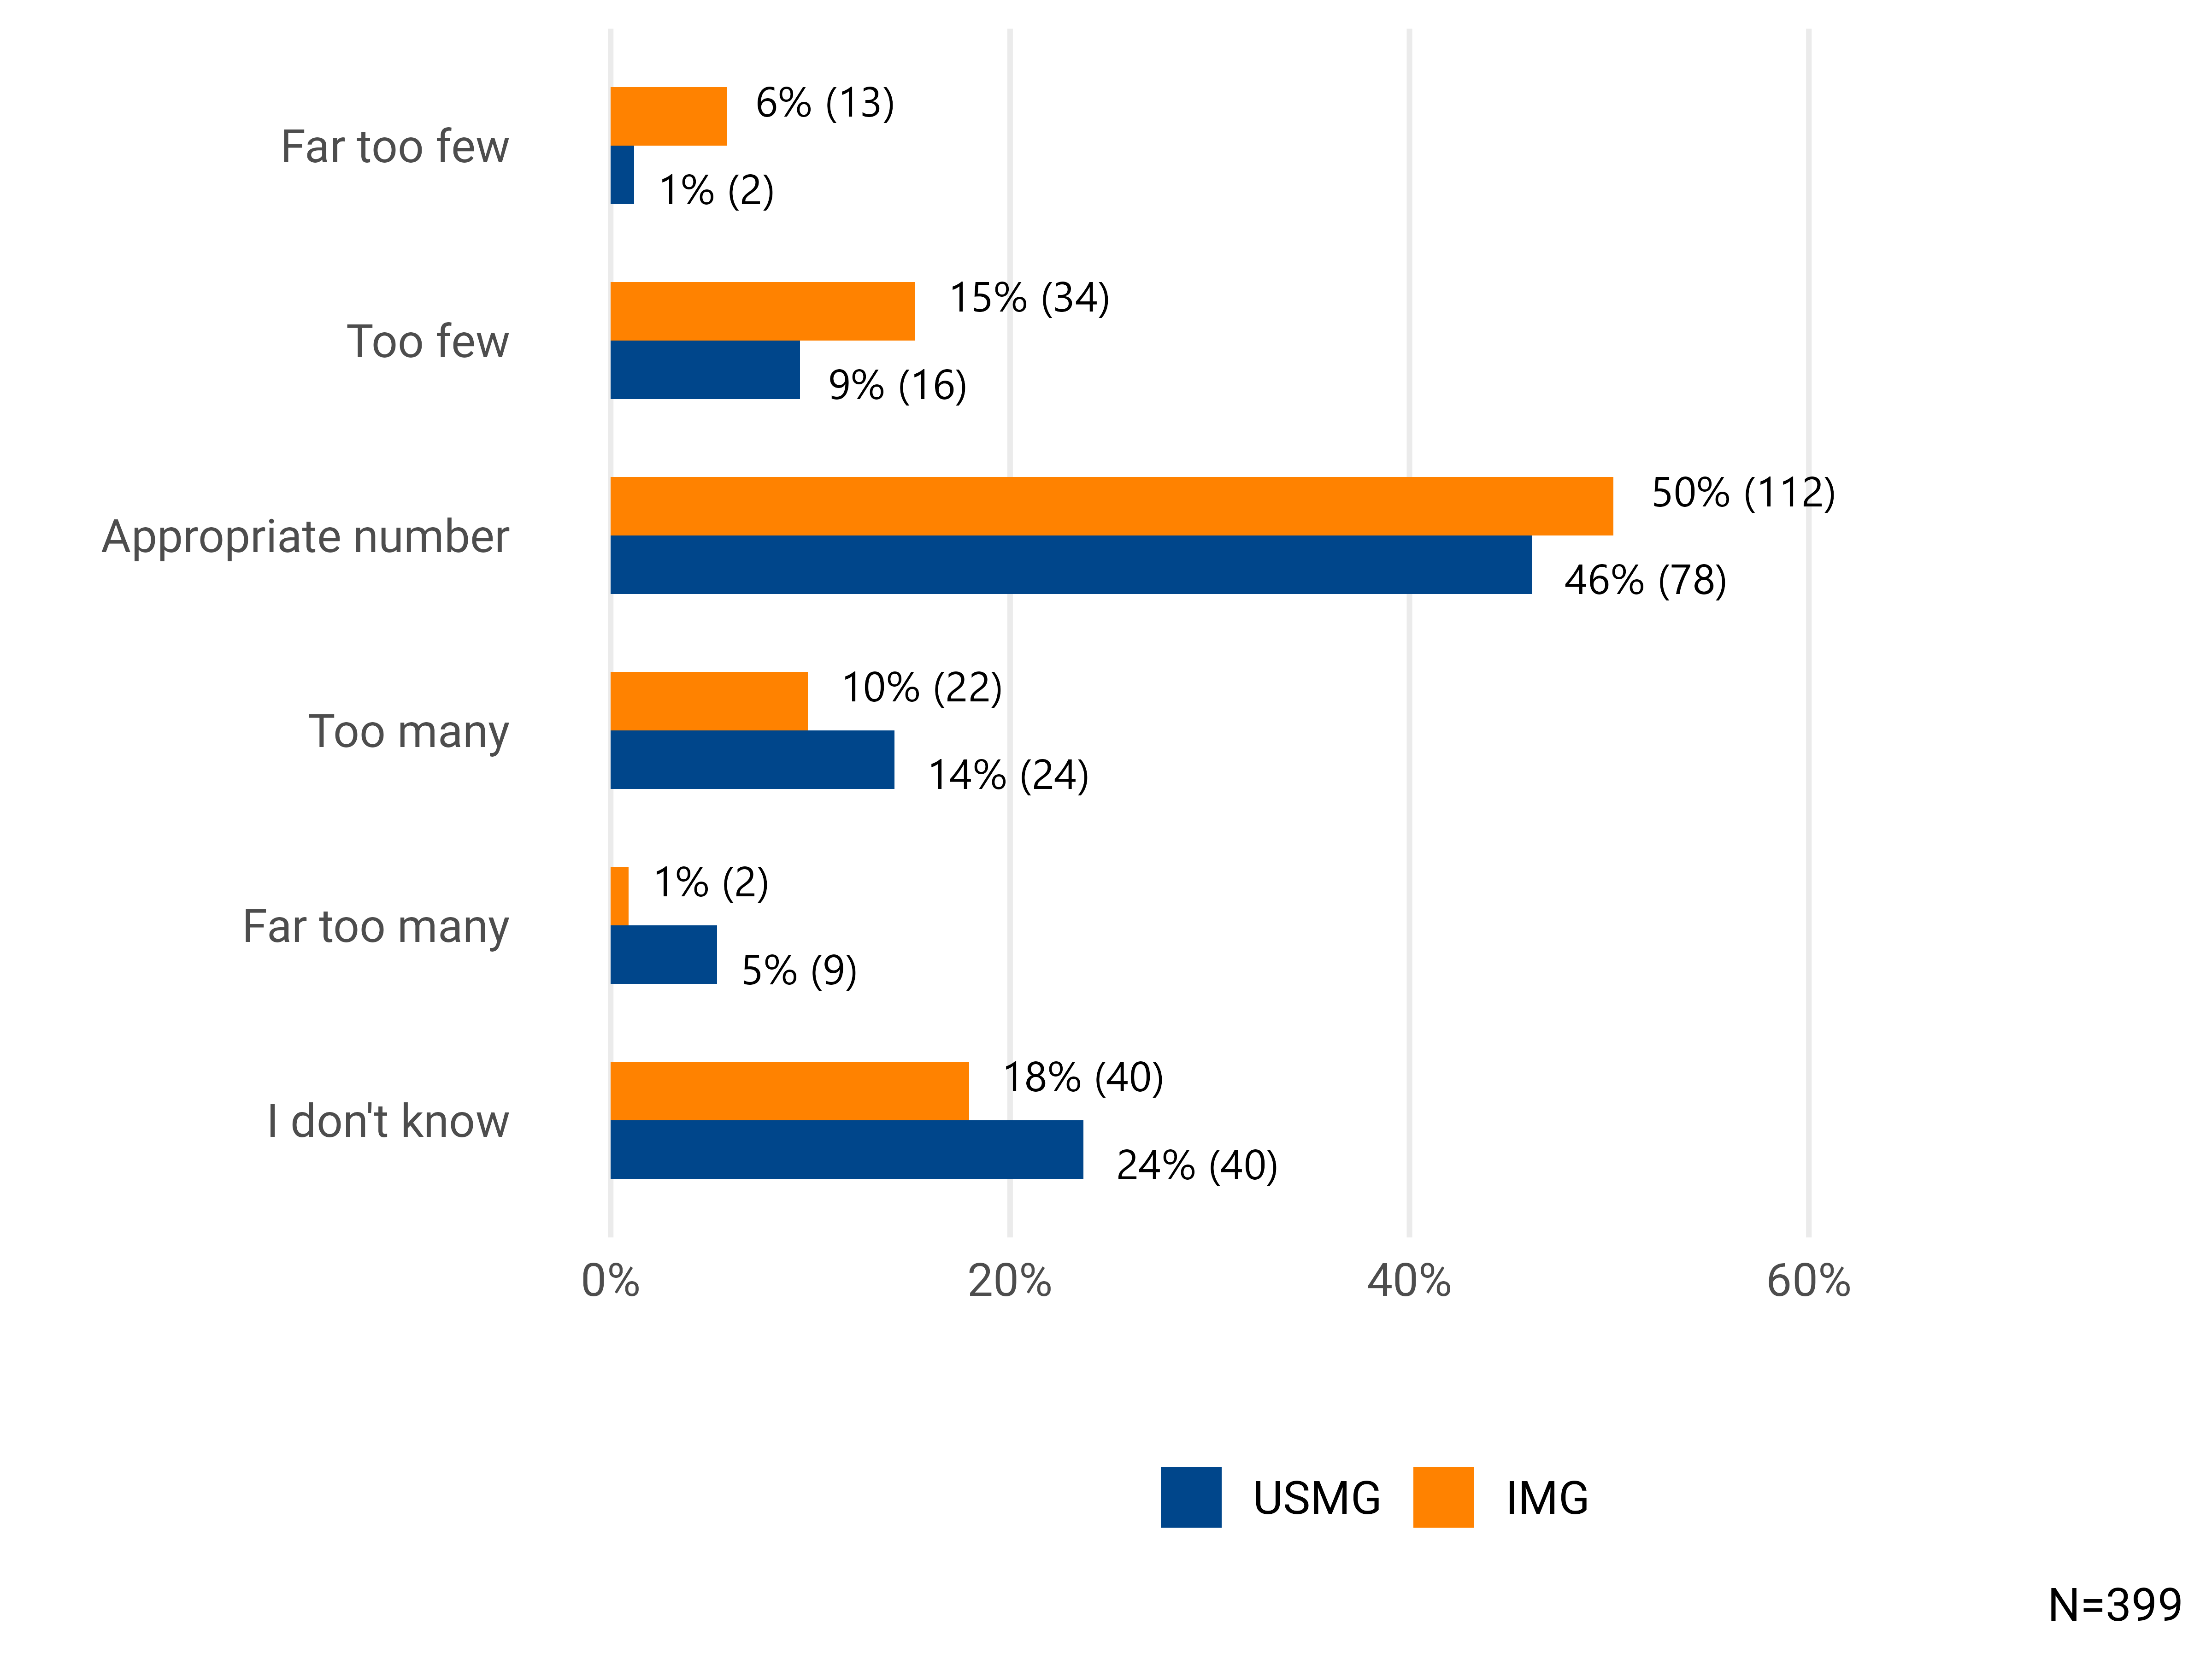 Far too few
6% (13)
1% (2)
Too few
15% (34)
9% (16)
Appropriate number
50% (112)
46% (78)
Too many
10% (22)
14% (24)
Far too many
1% (2)
5% (9)
I don't know
18% (40)
24% (40)
0% 20% 40% 60%
USMG IMG
N=399